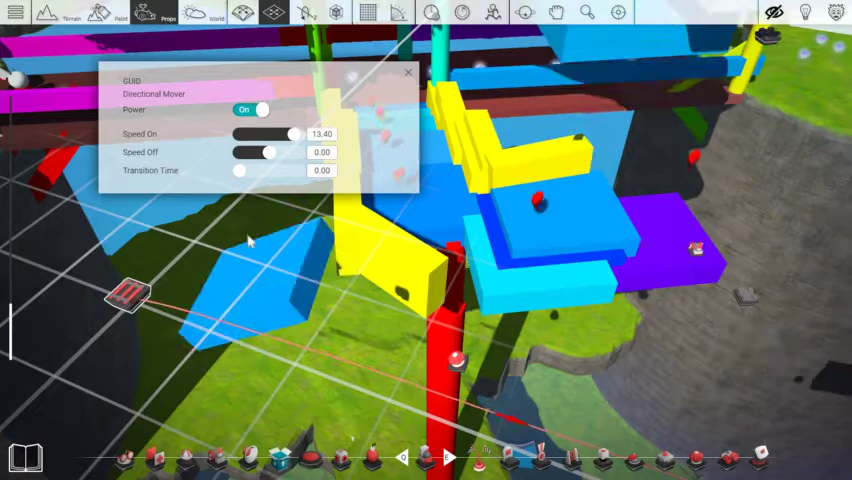 Terrain
Paint
Props
World
GUID
Directional Mover
Power
On
Speed On
13.40
Speed Off
0.00
Transition Time
0.00
Q
E